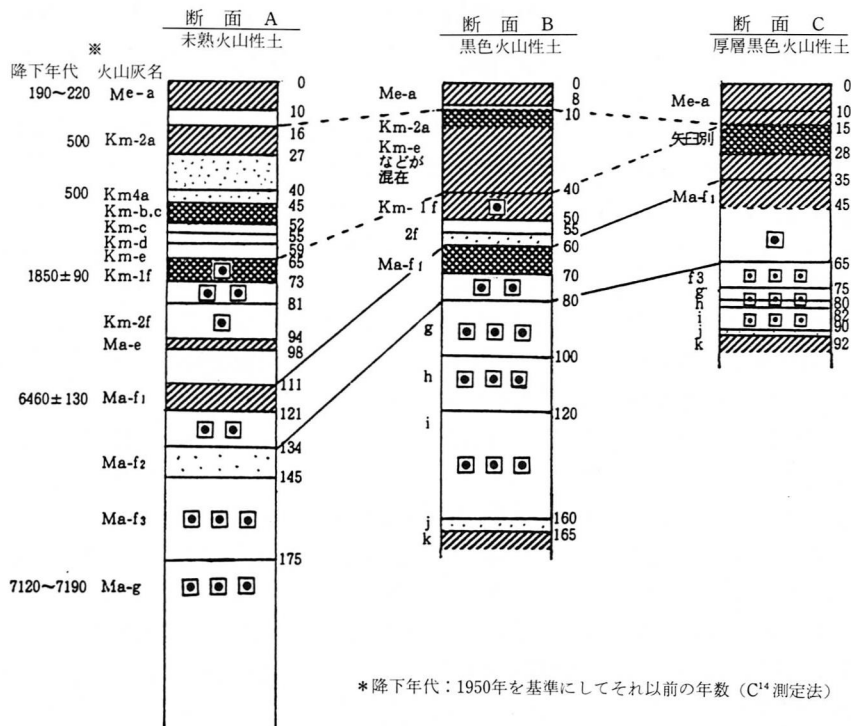 断面 A
未熟火山性土
※
降下年代 火山灰名
190~220 Me-a
500 Km-2a
500 Km4a
Km-b,c
Km-c
Km-d
Km-e
1850±90 Km-1f
Km-2f
Ma-e
6460±130 Ma-f1
Ma-f2
Ma-f3
7120~7190 Ma-g
0
10
16
27
40
45
52
55
59
65
73
81
94
98
111
121
134
145
175
断面 B
黒色火山性土
Me-a
Km-2a
Km-e
などが
混在
Km-1f
2f
Ma-f1
g
h
i
j
k
0
8
10
40
50
55
60
70
80
100
120
160
165
断面 C
厚層黒色火山性土
Me-a
矢臼別
Ma-f1
f3
g
h
i
j
k
0
10
15
28
35
45
65
75
80
82
90
92
*降下年代:1950年を基準にしてそれ以前の年数(C14測定法)